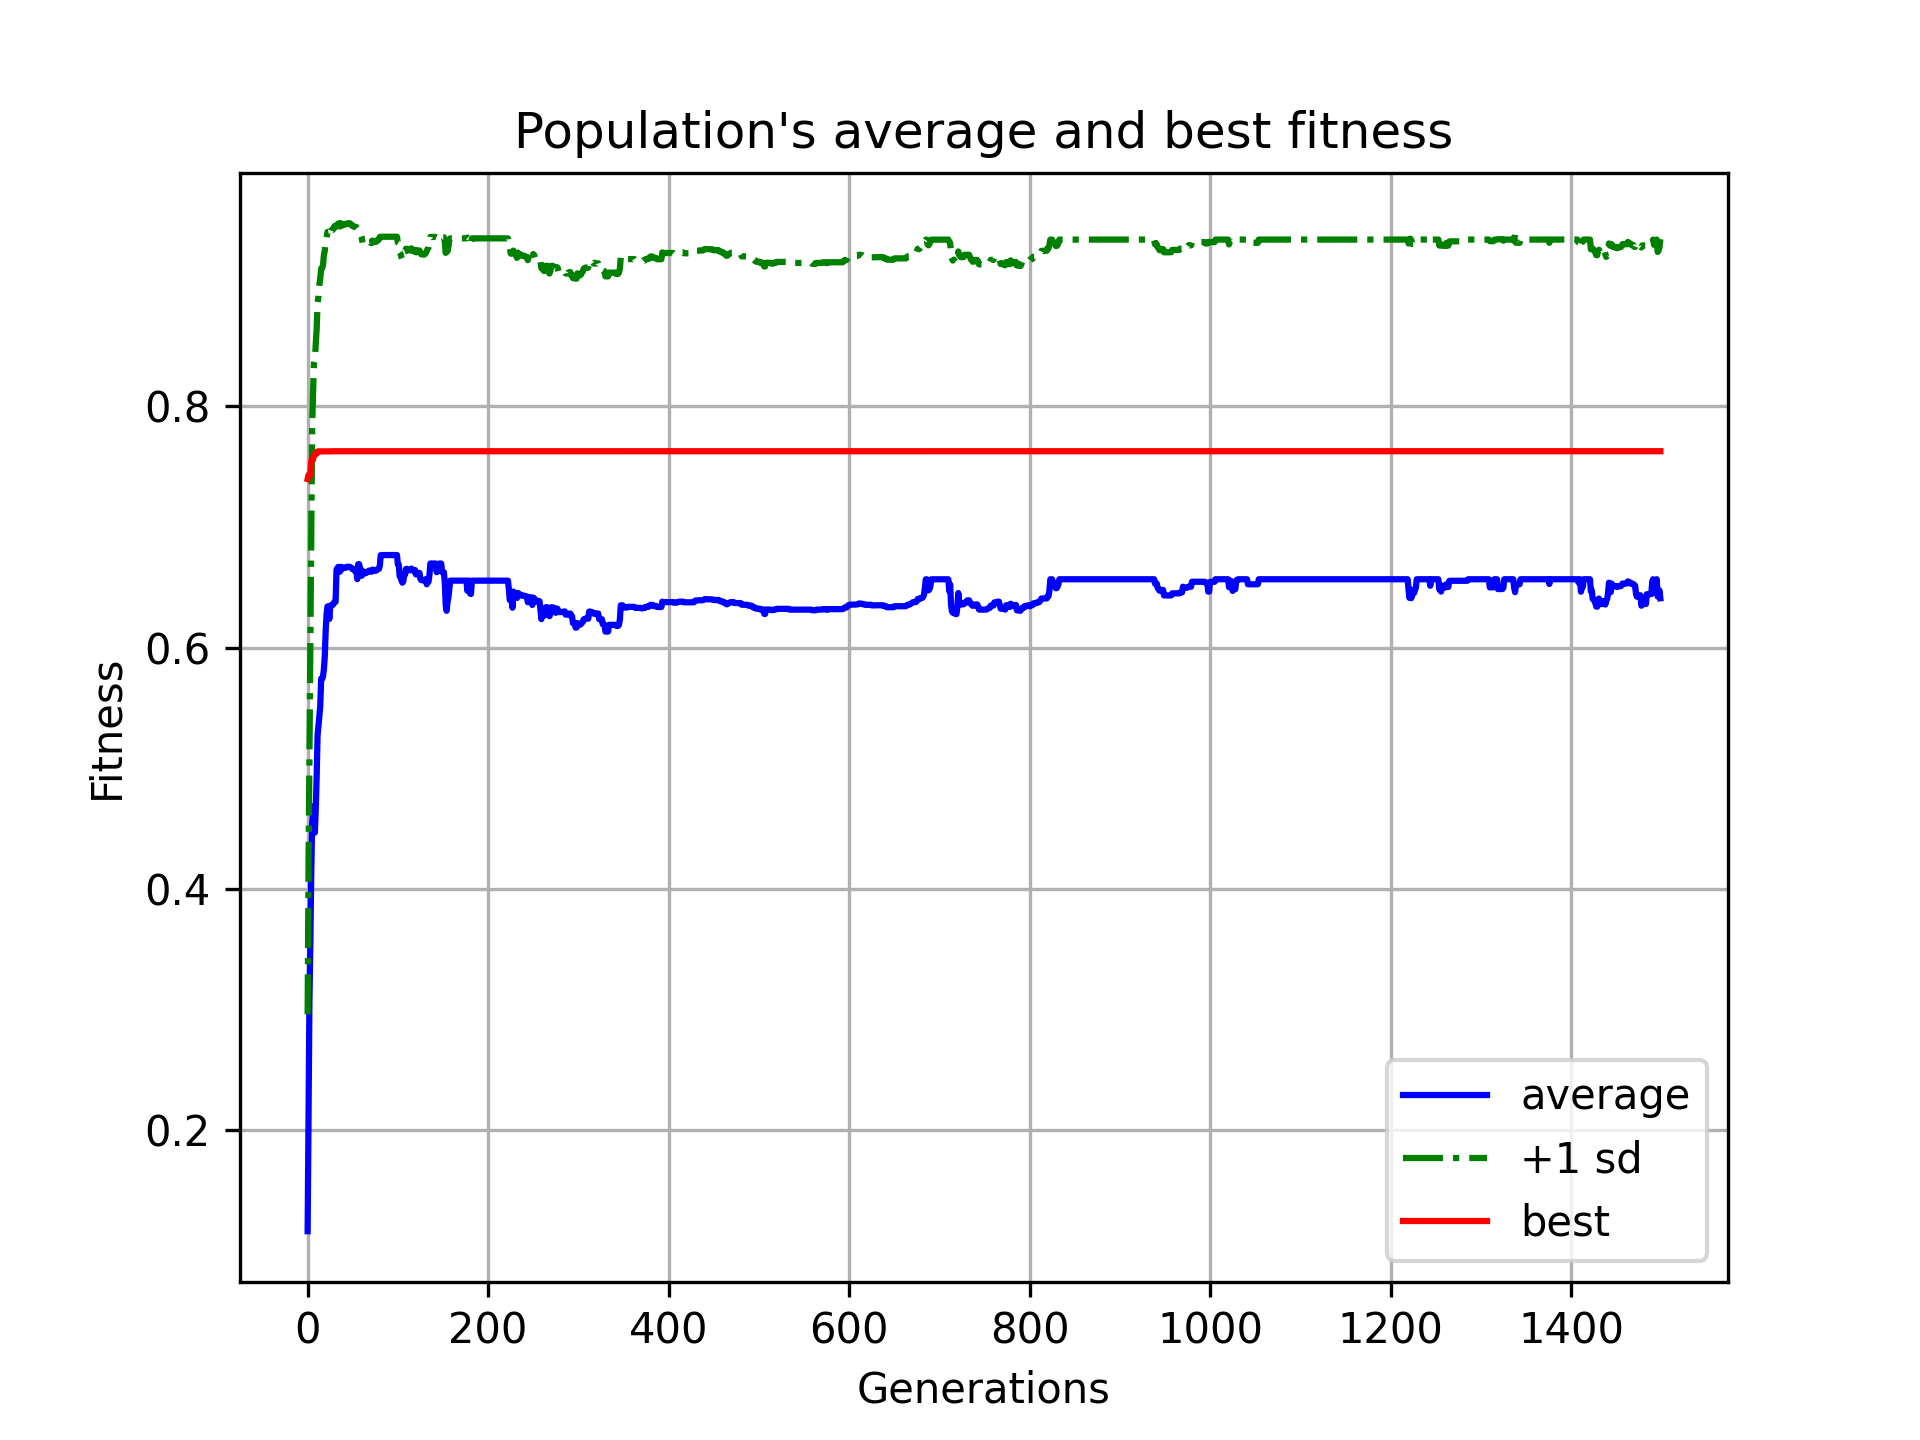 Population's average and best fitness
Fitness
0.8
0.6
0.4
0.2
0 200 400 600 800 1000 1200 1400
Generations
average
+1 sd
best